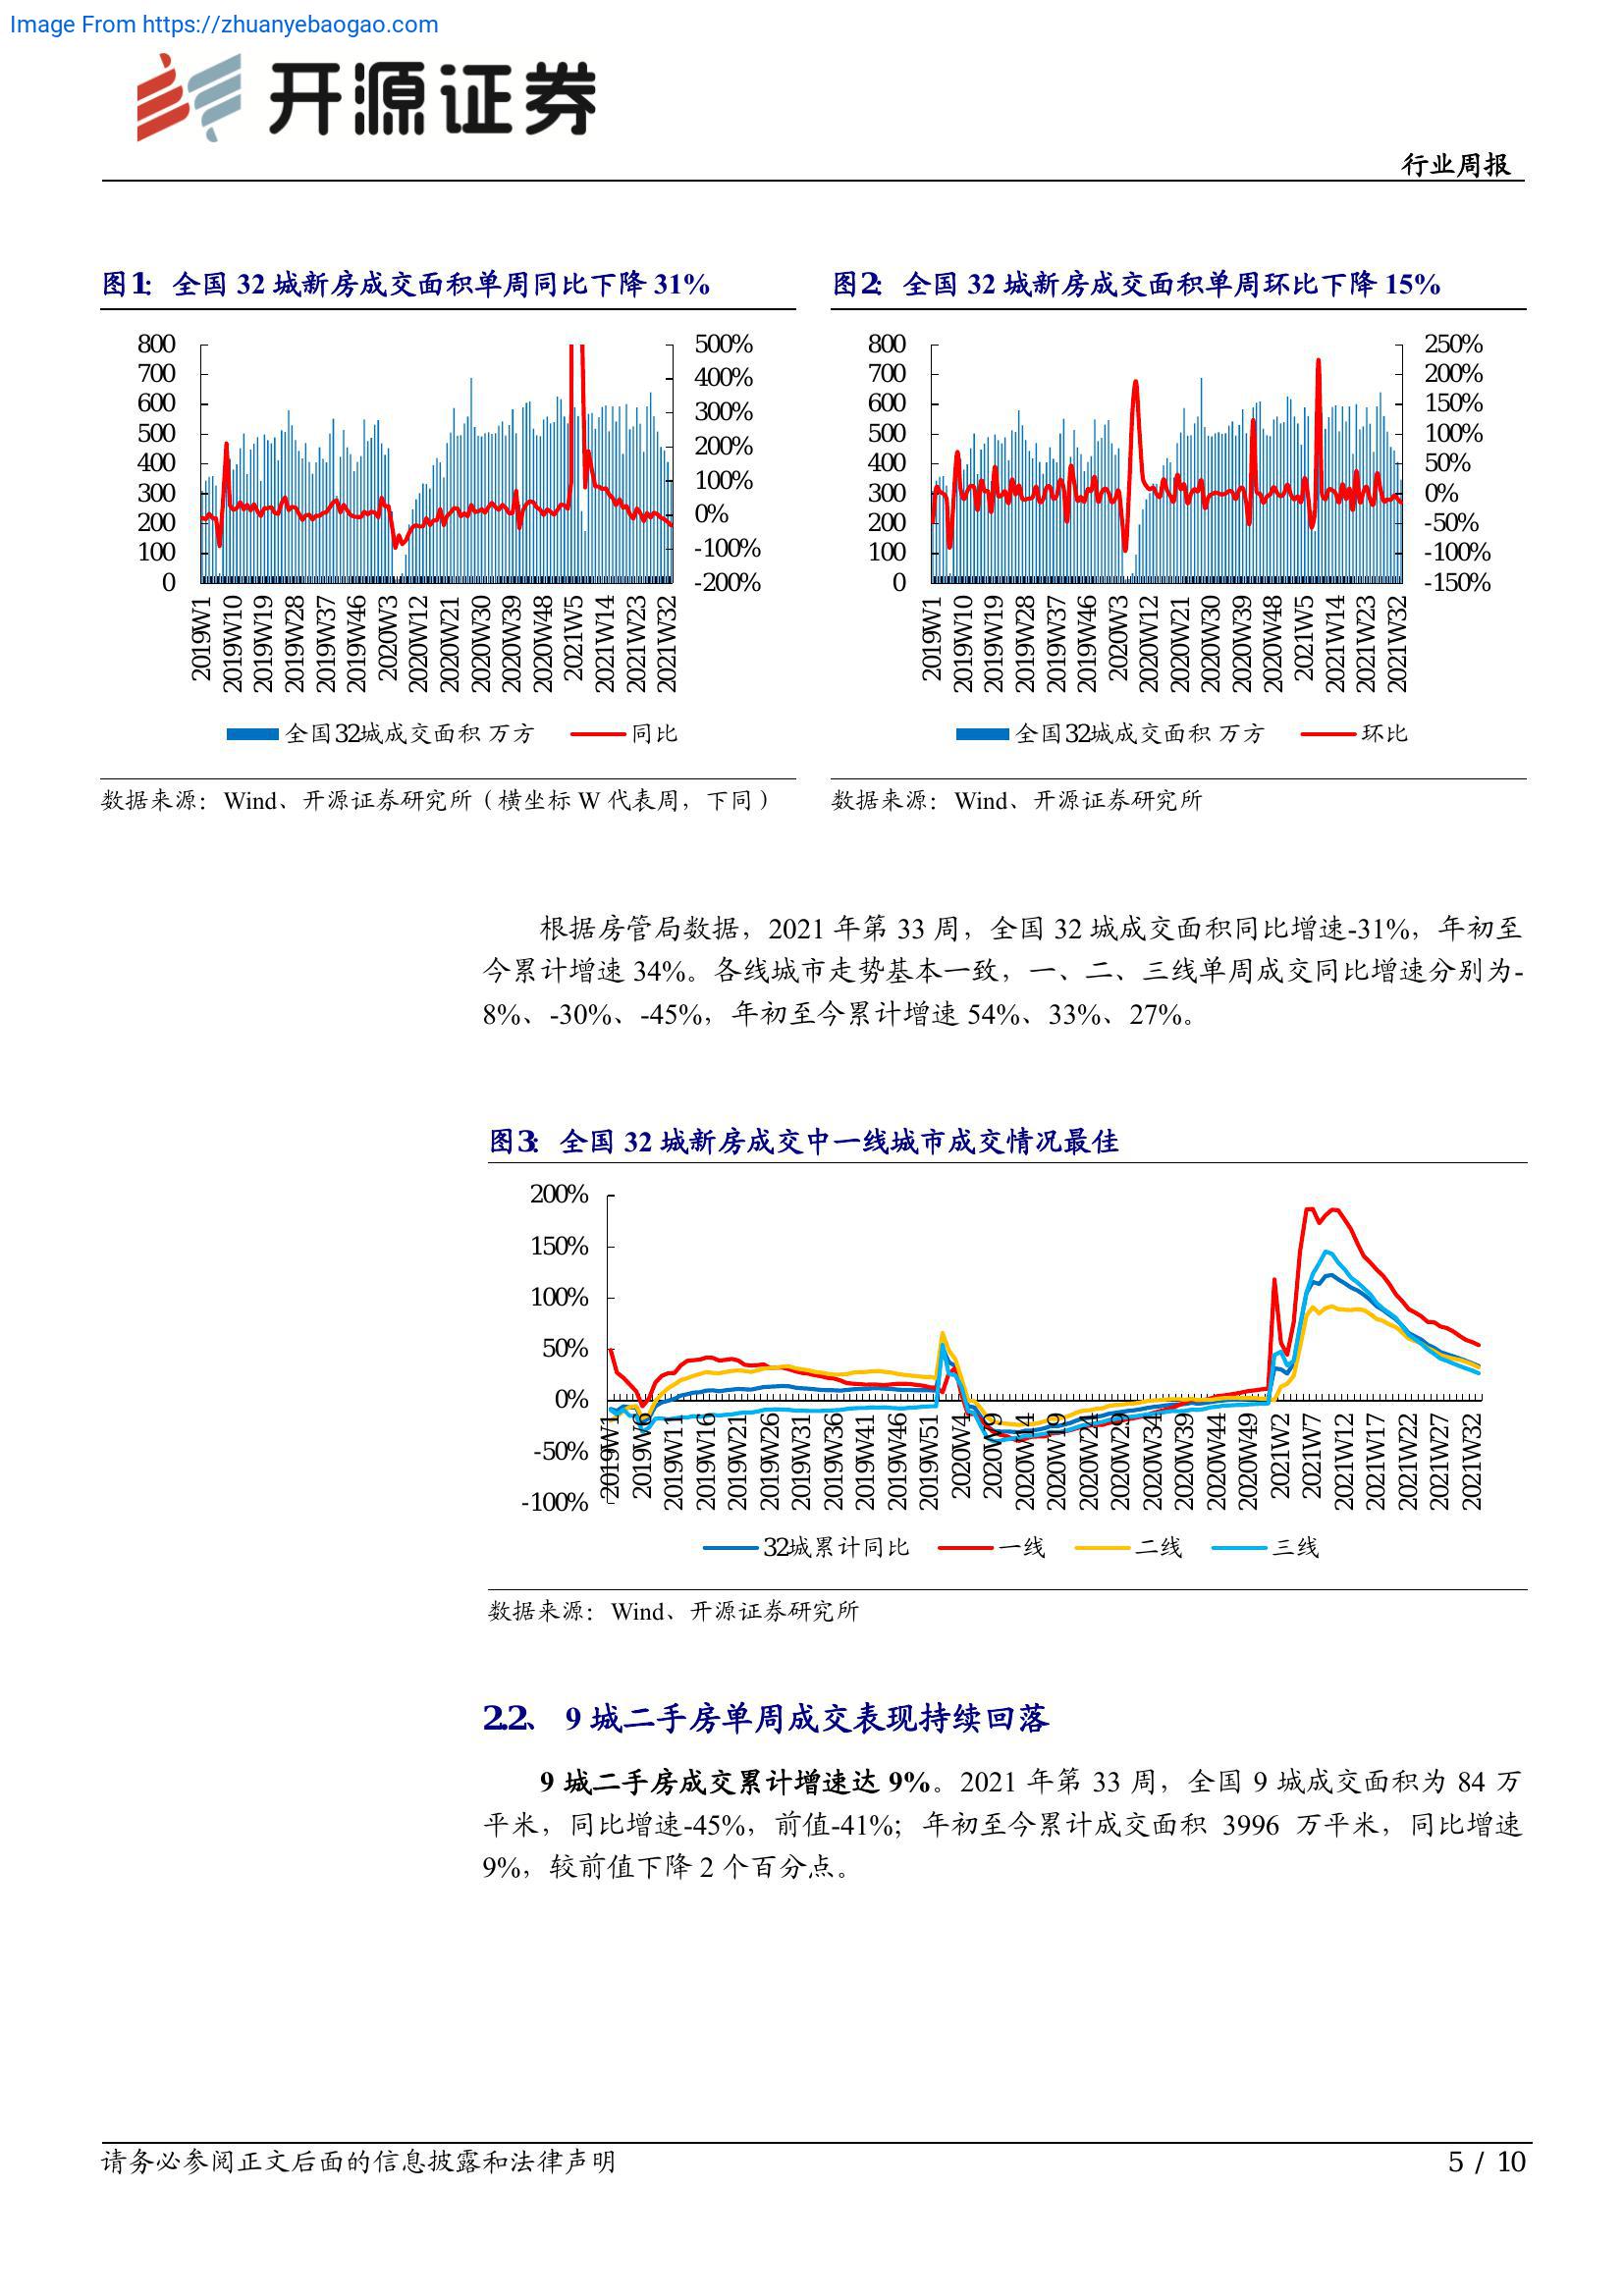 Image From https://zhuanyebaogao.com
开源证券
行业周报
图1：全国 32 城新房成交面积单周同比下降 31%
800
700
600
500
400
300
200
100
0
500%
400%
300%
200%
100%
0%
-100%
-200%
2019W1
2019W10
2019W19
2019W28
2019W37
2019W46
2020W3
2020W12
2020W21
2020W30
2020W39
2020W48
2021W5
2021W14
2021W23
2021W32
全国32城成交面积 万方
同比
数据来源：Wind、开源证券研究所（横坐标 W 代表周，下同）
图2：全国 32 城新房成交面积单周环比下降 15%
800
700
600
500
400
300
200
100
0
250%
200%
150%
100%
50%
0%
-50%
-100%
-150%
2019W1
2019W10
2019W19
2019W28
2019W37
2019W46
2020W3
2020W12
2020W21
2020W30
2020W39
2020W48
2021W5
2021W14
2021W23
2021W32
全国32城成交面积 万方
环比
数据来源：Wind、开源证券研究所
根据房管局数据，2021 年第 33 周，全国 32 城成交面积同比增速-31%，年初至
今累计增速 34%。各线城市走势基本一致，一、二、三线单周成交同比增速分别为-
8%、-30%、-45%，年初至今累计增速 54%、33%、27%。
图3：全国 32 城新房成交中一线城市成交情况最佳
200%
150%
100%
50%
0%
-50%
-100%
2019W1
2019W6
2019W11
2019W16
2019W21
2019W26
2019W31
2019W36
2019W41
2019W46
2019W51
2020W4
2020W9
2020W14
2020W19
2020W24
2020W29
2020W34
2020W39
2020W44
2020W49
2021W2
2021W7
2021W12
2021W17
2021W22
2021W27
2021W32
32城累计同比
一线
二线
三线
数据来源：Wind、开源证券研究所
2.2、 9 城二手房单周成交表现持续回落
9 城二手房成交累计增速达 9%。2021 年第 33 周，全国 9 城成交面积为 84 万
平米，同比增速-45%，前值-41%；年初至今累计成交面积 3996 万平米，同比增速
9%，较前值下降 2 个百分点。
请务必参阅正文后面的信息披露和法律声明
5 / 10